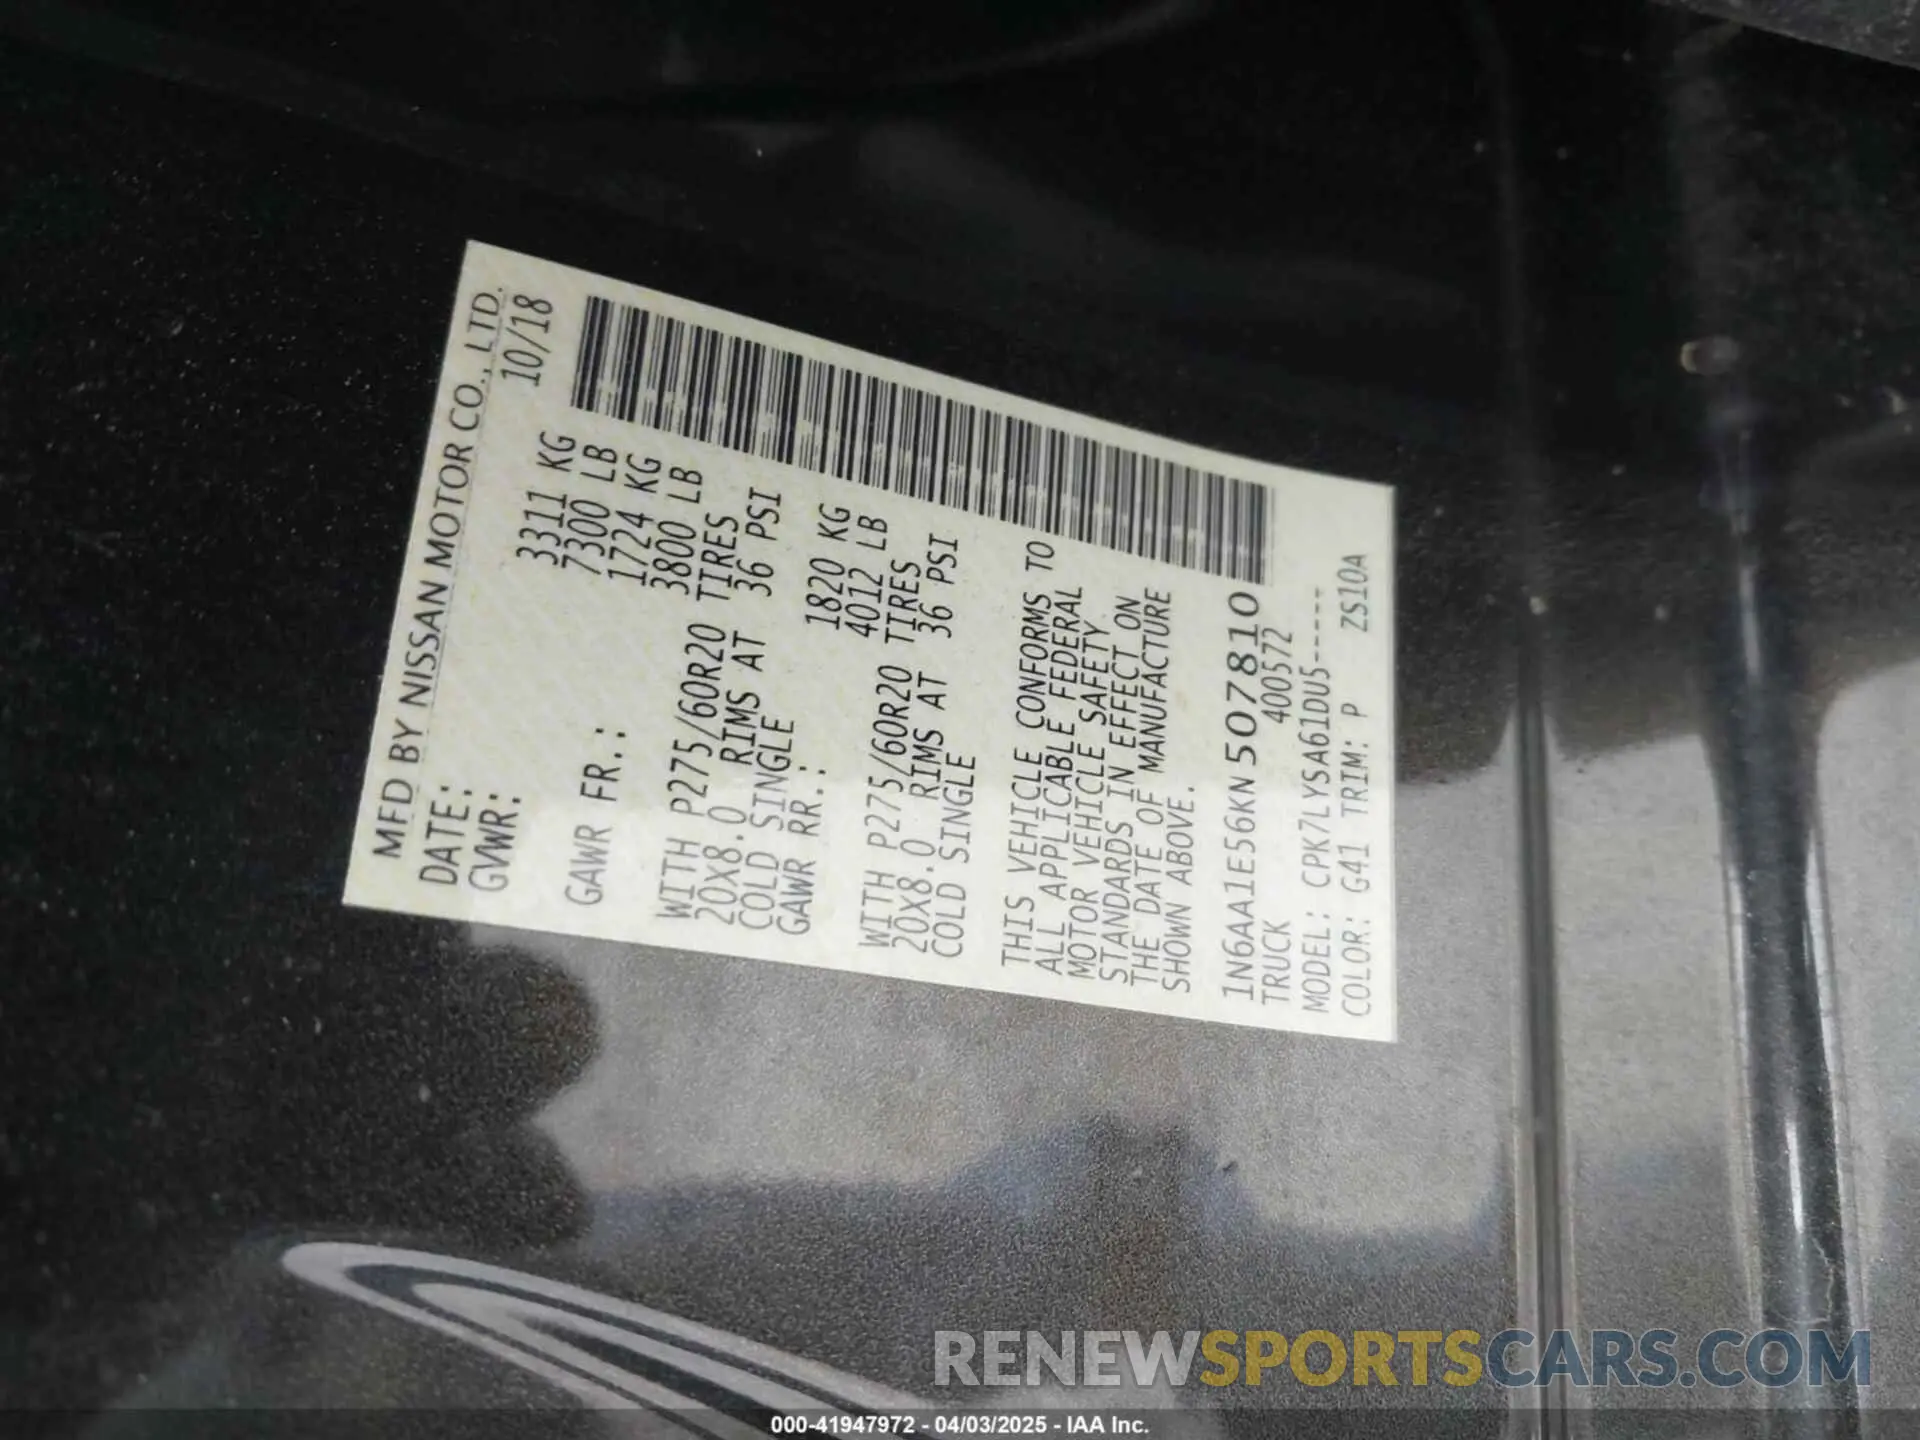 MFD BY NISSAN MOTOR CO., LTD.
DATE: 10/18
GVWR: 3311 KG
7300 LB
GAWR FR.: 1724 KG
3800 LB
WITH P275/60R20 TIRES
20X8.0 RIMS AT 36 PSI
COLD SINGLE
GAWR RR.: 1820 KG
4012 LB
WITH P275/60R20 TIRES
20X8.0 RIMS AT 36 PSI
COLD SINGLE
THIS VEHICLE CONFORMS TO
ALL APPLICABLE FEDERAL
MOTOR VEHICLE SAFETY
STANDARDS IN EFFECT ON
THE DATE OF MANUFACTURE
SHOWN ABOVE.
1N6AA1E56KN507810
TRUCK 400572
MODEL: CPK7LYSA61DU5------
COLOR: G41 TRIM: P ZS10A
RENEWSPORTSCARS.COM
000-41947972 - 04/03/2025 - IAA Inc.